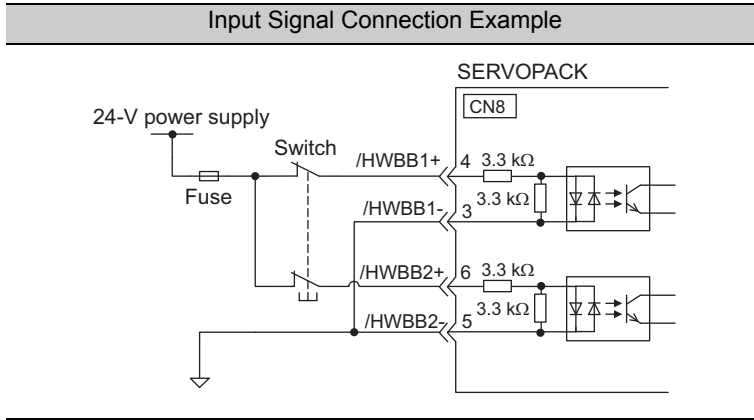 Input Signal Connection Example
SERVOPACK
CN8
24-V power supply
Switch
Fuse
/HWBB1+ 4 3.3 kΩ
3.3 kΩ
/HWBB1- 3
/HWBB2+ 6 3.3 kΩ
3.3 kΩ
/HWBB2- 5